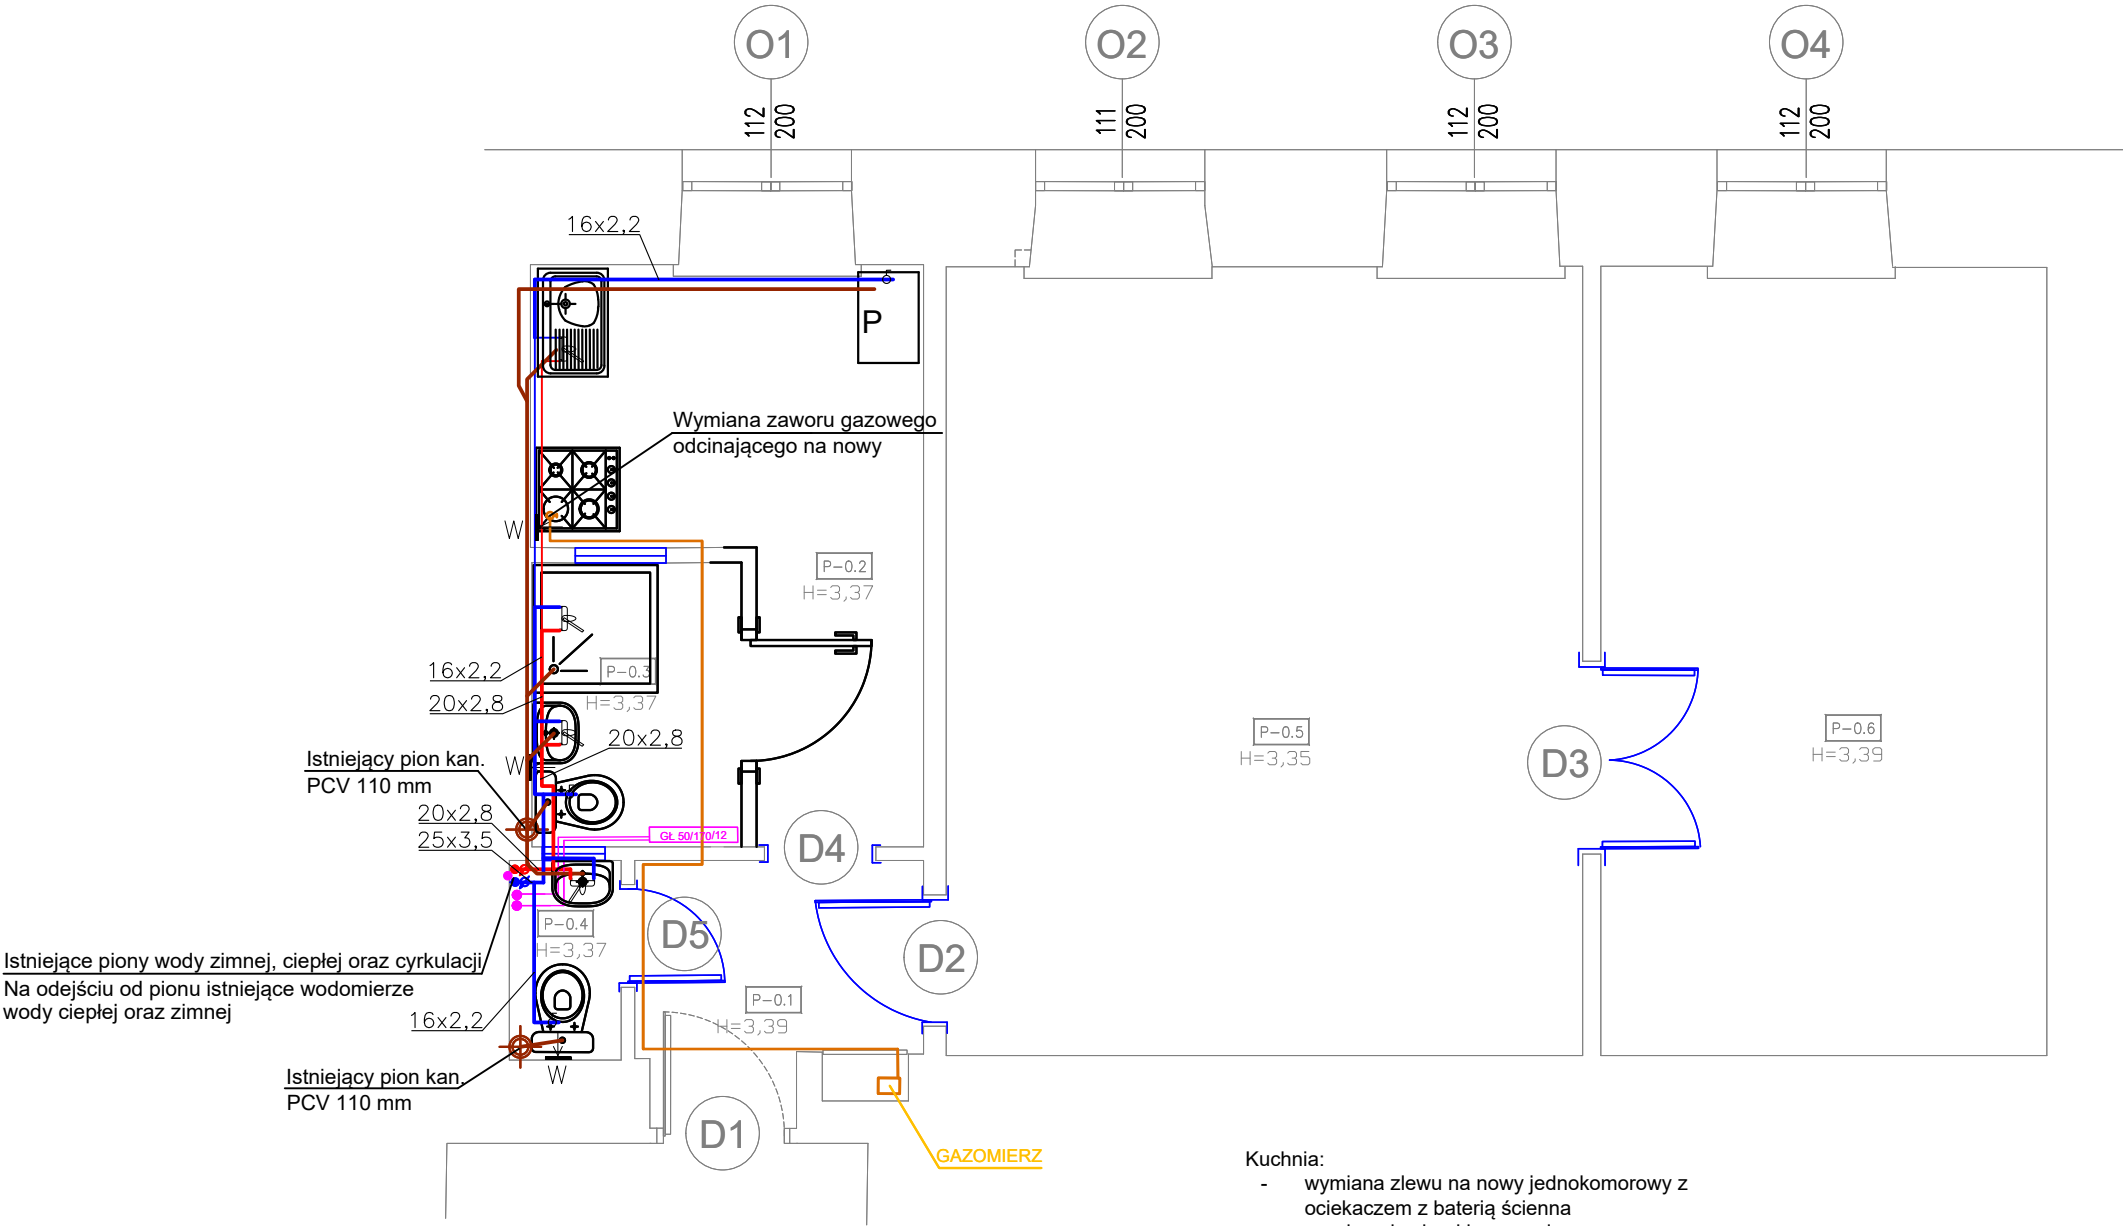 O1
O2
O3
O4
112
200
111
200
112
200
112
200
16x2,2
P
Wymiana zaworu gazowego
odcinającego na nowy
W
P-0.2
H=3,37
16x2,2
P-0.3
20x2,8
H=3,37
20x2,8
Istniejący pion kan.
PCV 110 mm
W
P-0.5
H=3,35
D3
P-0.6
H=3,39
20x2,8
25x3,5
GŁ 50/170/12
D4
P-0.4
H=3,37
D5
D2
Istniejące piony wody zimnej, ciepłej oraz cyrkulacji
Na odejściu od pionu istniejące wodomierze
wody ciepłej oraz zimnej
16x2,2
P-0.1
H=3,39
W
Istniejący pion kan.
PCV 110 mm
D1
GAZOMIERZ
Kuchnia:
- wymiana zlewu na nowy jednokomorowy z
ociekaczem z baterią ścienna